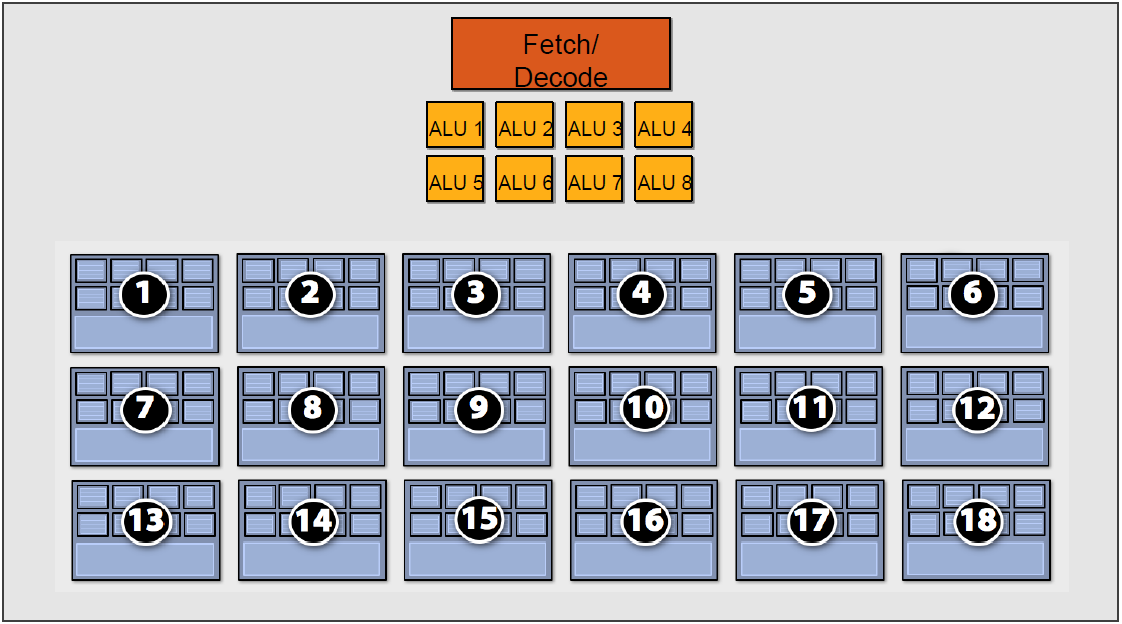 Fetch/
Decode
ALU 1 ALU 2 ALU 3 ALU 4
ALU 5 ALU 6 ALU 7 ALU 8
1 2 3 4 5 6
7 8 9 10 11 12
13 14 15 16 17 18